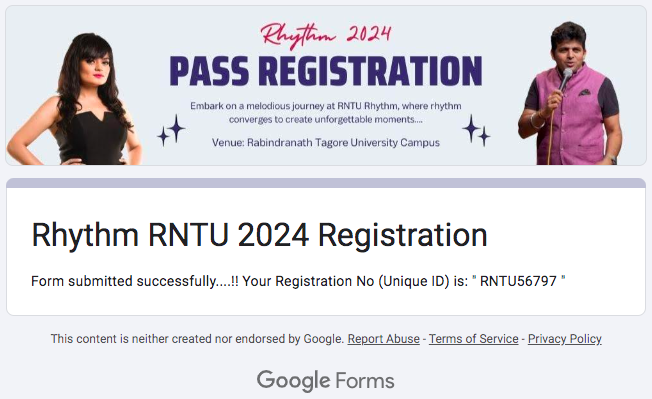 Rhythm 2024
PASS REGISTRATION
Embark on a melodious journey at RNTU Rhythm, where rhythm
converges to create unforgettable moments....
Venue: Rabindranath Tagore University Campus
Rhythm RNTU 2024 Registration
Form submitted successfully....!! Your Registration No (Unique ID) is: " RNTU56797 "
This content is neither created nor endorsed by Google. Report Abuse - Terms of Service - Privacy Policy
Google Forms